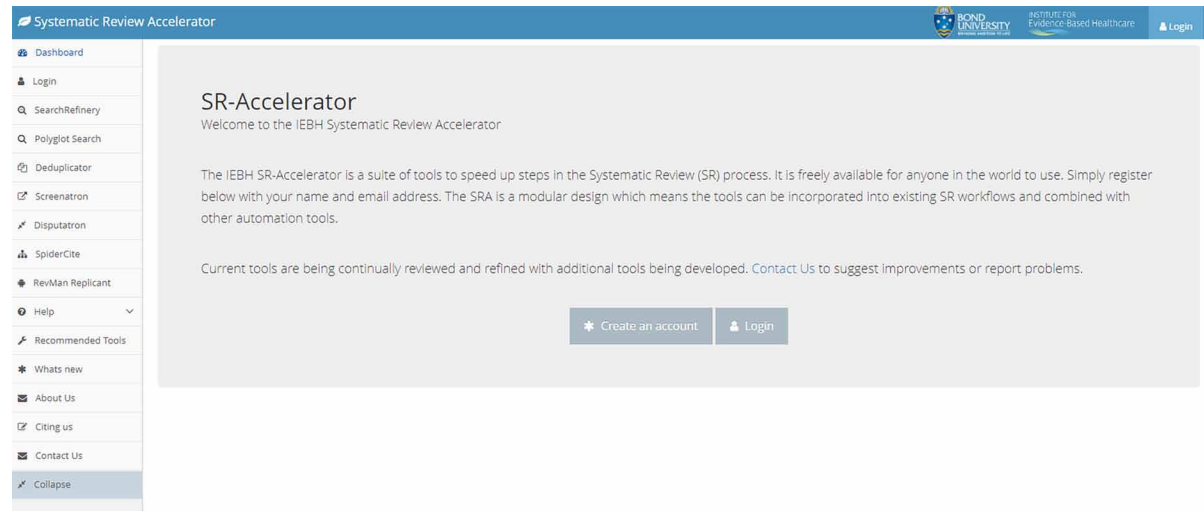 Systematic Review Accelerator
BOND
UNIVERSITY
INSTITUTE FOR
Evidence-Based Healthcare
Login
Dashboard
Login
SearchRefinery
Polyglot Search
Deduplicator
Screenatron
Disputatron
SpiderCite
RevMan Replicant
Help
Recommended Tools
Whats new
About Us
Citing us
Contact Us
Collapse
SR-Accelerator
Welcome to the IEBH Systematic Review Accelerator
The IEBH SR-Accelerator is a suite of tools to speed up steps in the Systematic Review (SR) process. It is freely available for anyone in the world to use. Simply register
below with your name and email address. The SRA is a modular design which means the tools can be incorporated into existing SR workflows and combined with
other automation tools.
Current tools are being continually reviewed and refined with additional tools being developed. Contact Us to suggest improvements or report problems.
Create an account
Login